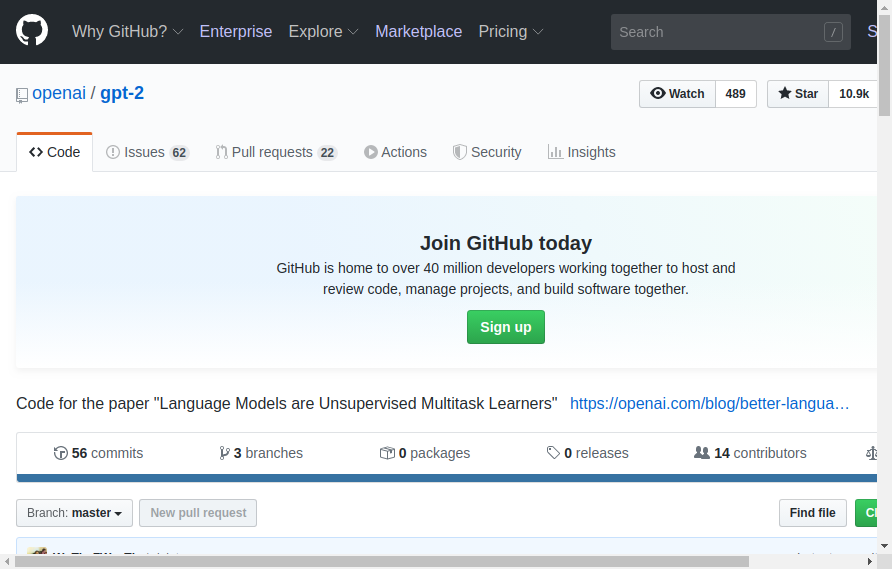 Why GitHub? Enterprise Explore Marketplace Pricing Search / S
openai / gpt-2 Watch 489 Star 10.9k
Code Issues 62 Pull requests 22 Actions Security Insights
Join GitHub today
GitHub is home to over 40 million developers working together to host and
review code, manage projects, and build software together.
Sign up
Code for the paper "Language Models are Unsupervised Multitask Learners" https://openai.com/blog/better-langua…
56 commits 3 branches 0 packages 0 releases 14 contributors
Branch: master New pull request Find file Cl